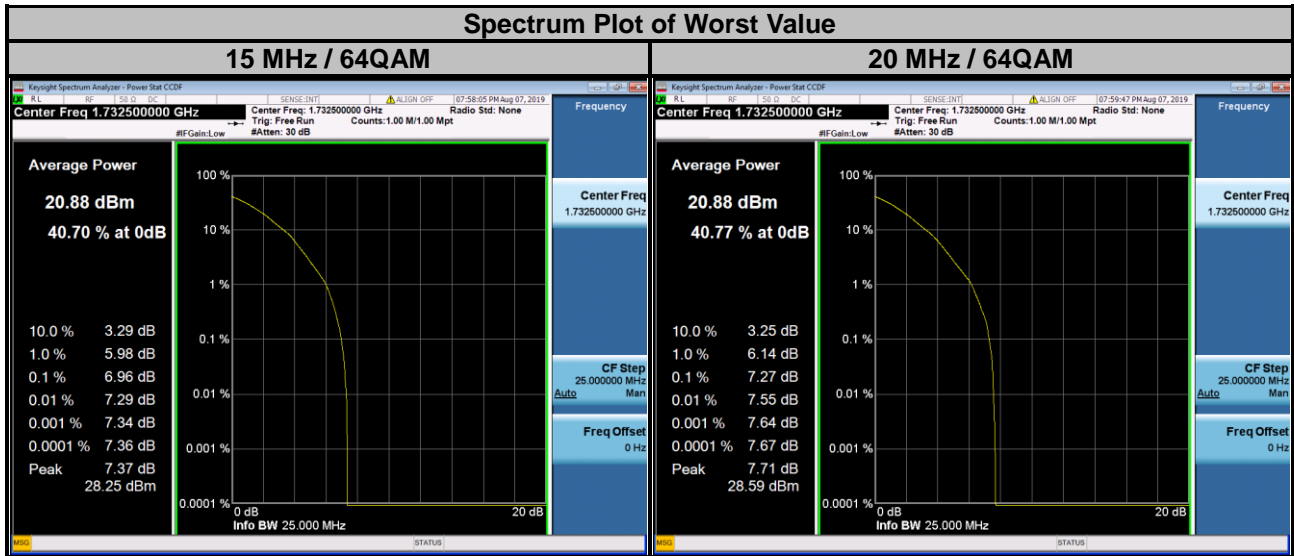 Spectrum Plot of Worst Value
15 MHz / 64QAM
20 MHz / 64QAM
Keysight Spectrum Analyzer - Power Stat CCDF
RL RF 50 Ω DC SENSE:INT ALIGN OFF 07:58:05 PM Aug 07, 2019
Center Freq 1.732500000 GHz
Center Freq: 1.732500000 GHz Radio Std: None
Trig: Free Run Counts:1.00 M/1.00 Mpt
#IFGain:Low #Atten: 30 dB
Frequency
Average Power
20.88 dBm
40.70 % at 0dB
10.0 % 3.29 dB
1.0 % 5.98 dB
0.1 % 6.96 dB
0.01 % 7.29 dB
0.001 % 7.34 dB
0.0001 % 7.36 dB
Peak 7.37 dB
28.25 dBm
100 %
10 %
1 %
0.1 %
0.01 %
0.001 %
0.0001 %
0 dB 20 dB
Info BW 25.000 MHz
Center Freq
1.732500000 GHz
CF Step
25.000000 MHz
Auto Man
Freq Offset
0 Hz
MSG STATUS
Keysight Spectrum Analyzer - Power Stat CCDF
RL RF 50 Ω DC SENSE:INT ALIGN OFF 07:59:47 PM Aug 07, 2019
Center Freq 1.732500000 GHz
Center Freq: 1.732500000 GHz Radio Std: None
Trig: Free Run Counts:1.00 M/1.00 Mpt
#IFGain:Low #Atten: 30 dB
Frequency
Average Power
20.88 dBm
40.77 % at 0dB
10.0 % 3.25 dB
1.0 % 6.14 dB
0.1 % 7.27 dB
0.01 % 7.55 dB
0.001 % 7.64 dB
0.0001 % 7.67 dB
Peak 7.71 dB
28.59 dBm
100 %
10 %
1 %
0.1 %
0.01 %
0.001 %
0.0001 %
0 dB 20 dB
Info BW 25.000 MHz
Center Freq
1.732500000 GHz
CF Step
25.000000 MHz
Auto Man
Freq Offset
0 Hz
MSG STATUS